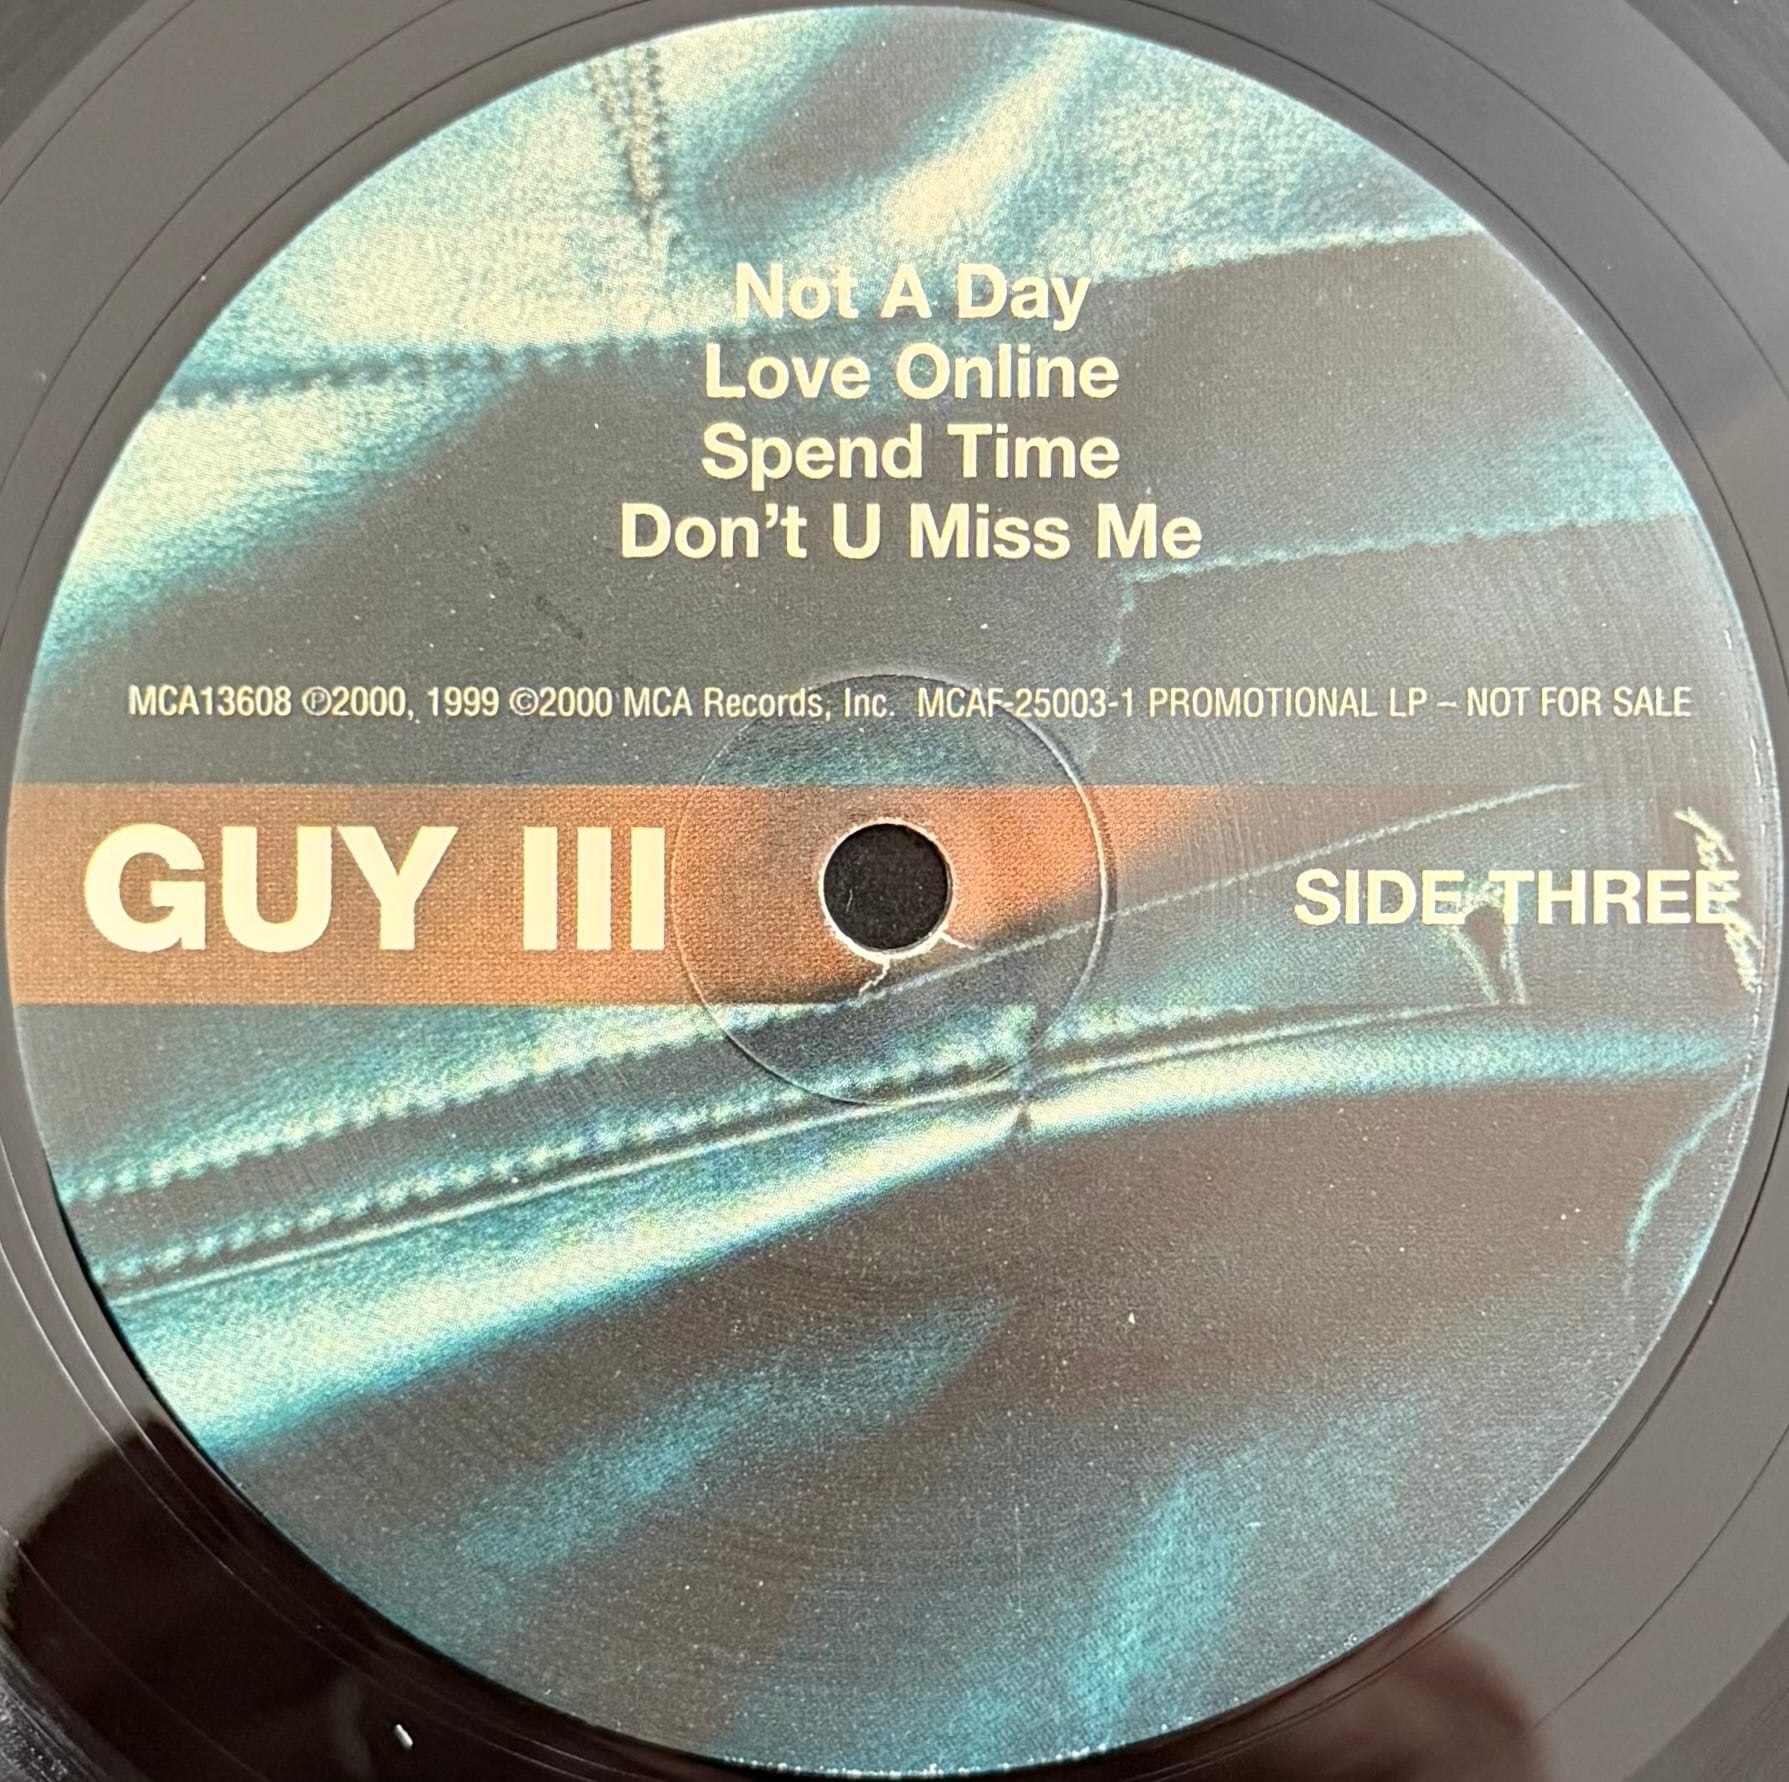 Not A Day
Love Online
Spend Time
Don't U Miss Me
MCA13608 ℗2000, 1999 ©2000 MCA Records, Inc. MCAF-25003-1 PROMOTIONAL LP – NOT FOR SALE
GUY III
SIDE THREE